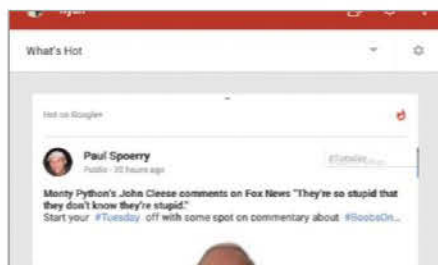 What's Hot
Hot on Google+
Paul Spoerry
Public - 20 hours ago
#Tuesday
Monty Python's John Cleese comments on Fox News "They're so stupid that
they don't know they're stupid."
Start your #Tuesday off with some spot on commentary about #BoobsOn...